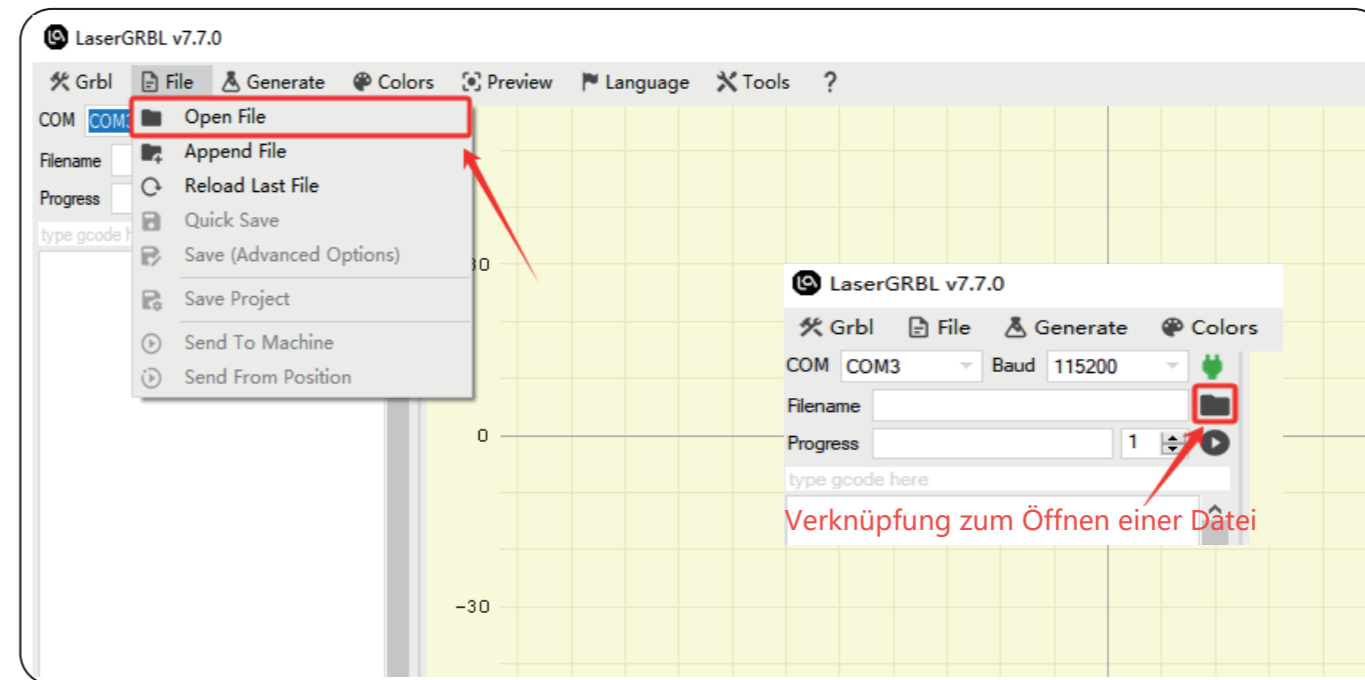 LaserGRBL v7.7.0
Grbl File Generate Colors Preview Language Tools ?
COM COM3
Open File
Filename
Append File
Progress
Reload Last File
type gcode h
Quick Save
Save (Advanced Options)
Save Project
Send To Machine
Send From Position
30
0
-30
LaserGRBL v7.7.0
Grbl File Generate Colors
COM COM3 Baud 115200
Filename
Progress 1
type gcode here
Verknüpfung zum Öffnen einer Datei